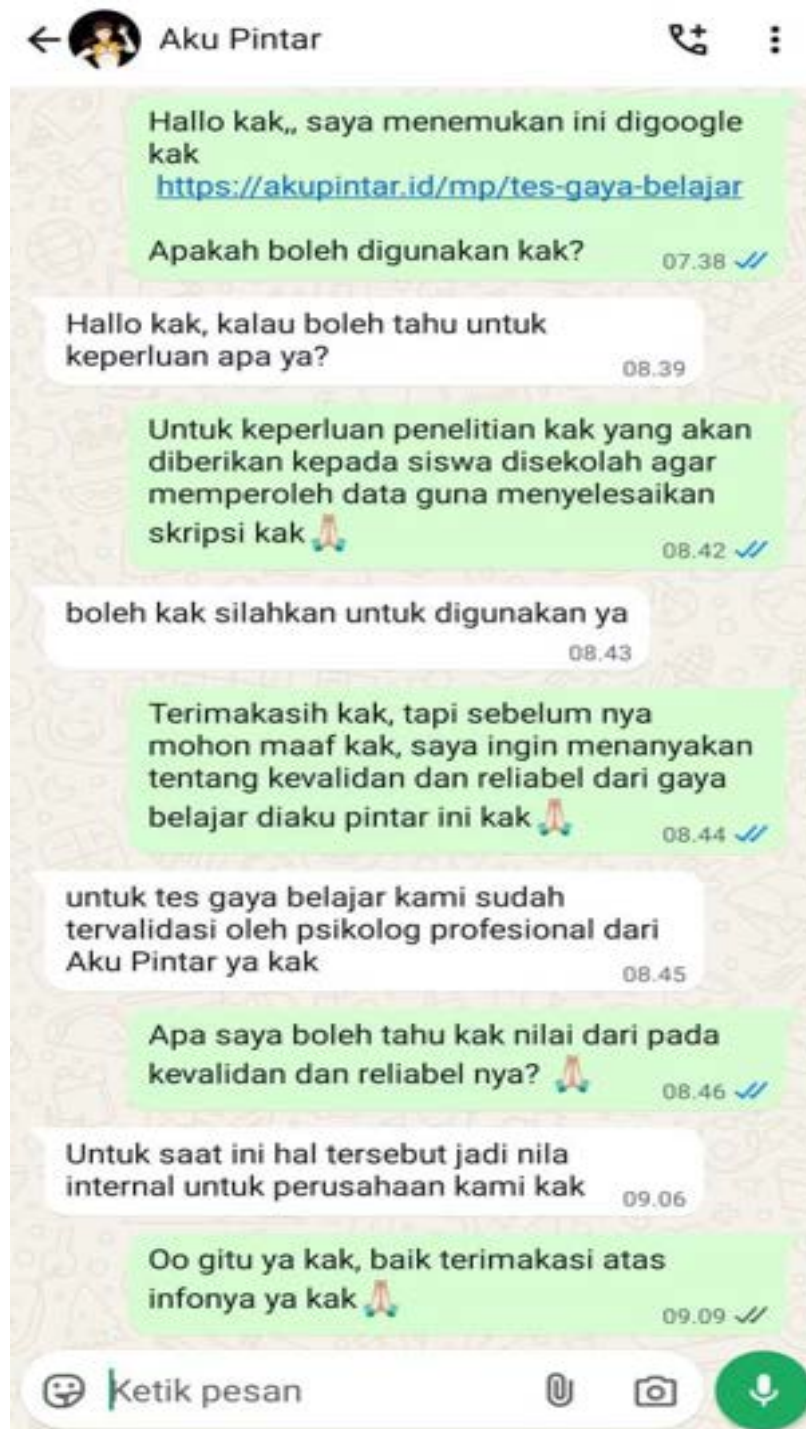 Aku Pintar
Hallo kak,, saya menemukan ini digoogle
kak
https://akupintar.id/mp/tes-gaya-belajar
Apakah boleh digunakan kak?
07.38
Hallo kak, kalau boleh tahu untuk
keperluan apa ya?
08.39
Untuk keperluan penelitian kak yang akan
diberikan kepada siswa disekolah agar
memperoleh data guna menyelesaikan
skripsi kak 🙏🏻
08.42
boleh kak silahkan untuk digunakan ya
08.43
Terimakasih kak, tapi sebelum nya
mohon maaf kak, saya ingin menanyakan
tentang kevalidan dan reliabel dari gaya
belajar diaku pintar ini kak 🙏🏻
08.44
untuk tes gaya belajar kami sudah
tervalidasi oleh psikolog profesional dari
Aku Pintar ya kak
08.45
Apa saya boleh tahu kak nilai dari pada
kevalidan dan reliabel nya? 🙏🏻
08.46
Untuk saat ini hal tersebut jadi nila
internal untuk perusahaan kami kak
09.06
Oo gitu ya kak, baik terimakasi atas
infonya ya kak 🙏🏻
09.09
Ketik pesan